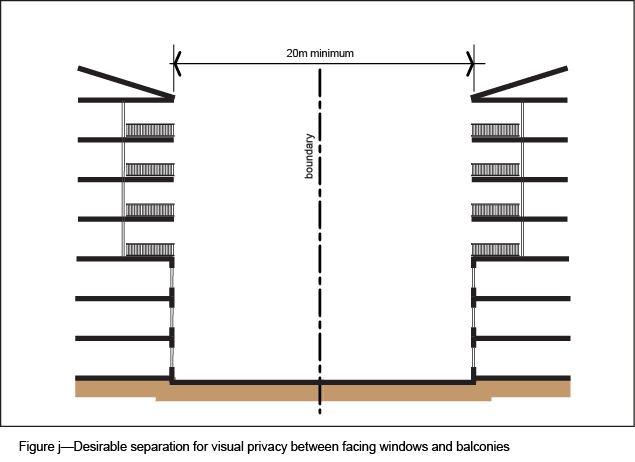 20m minimum
boundary
Figure j—Desirable separation for visual privacy between facing windows and balconies